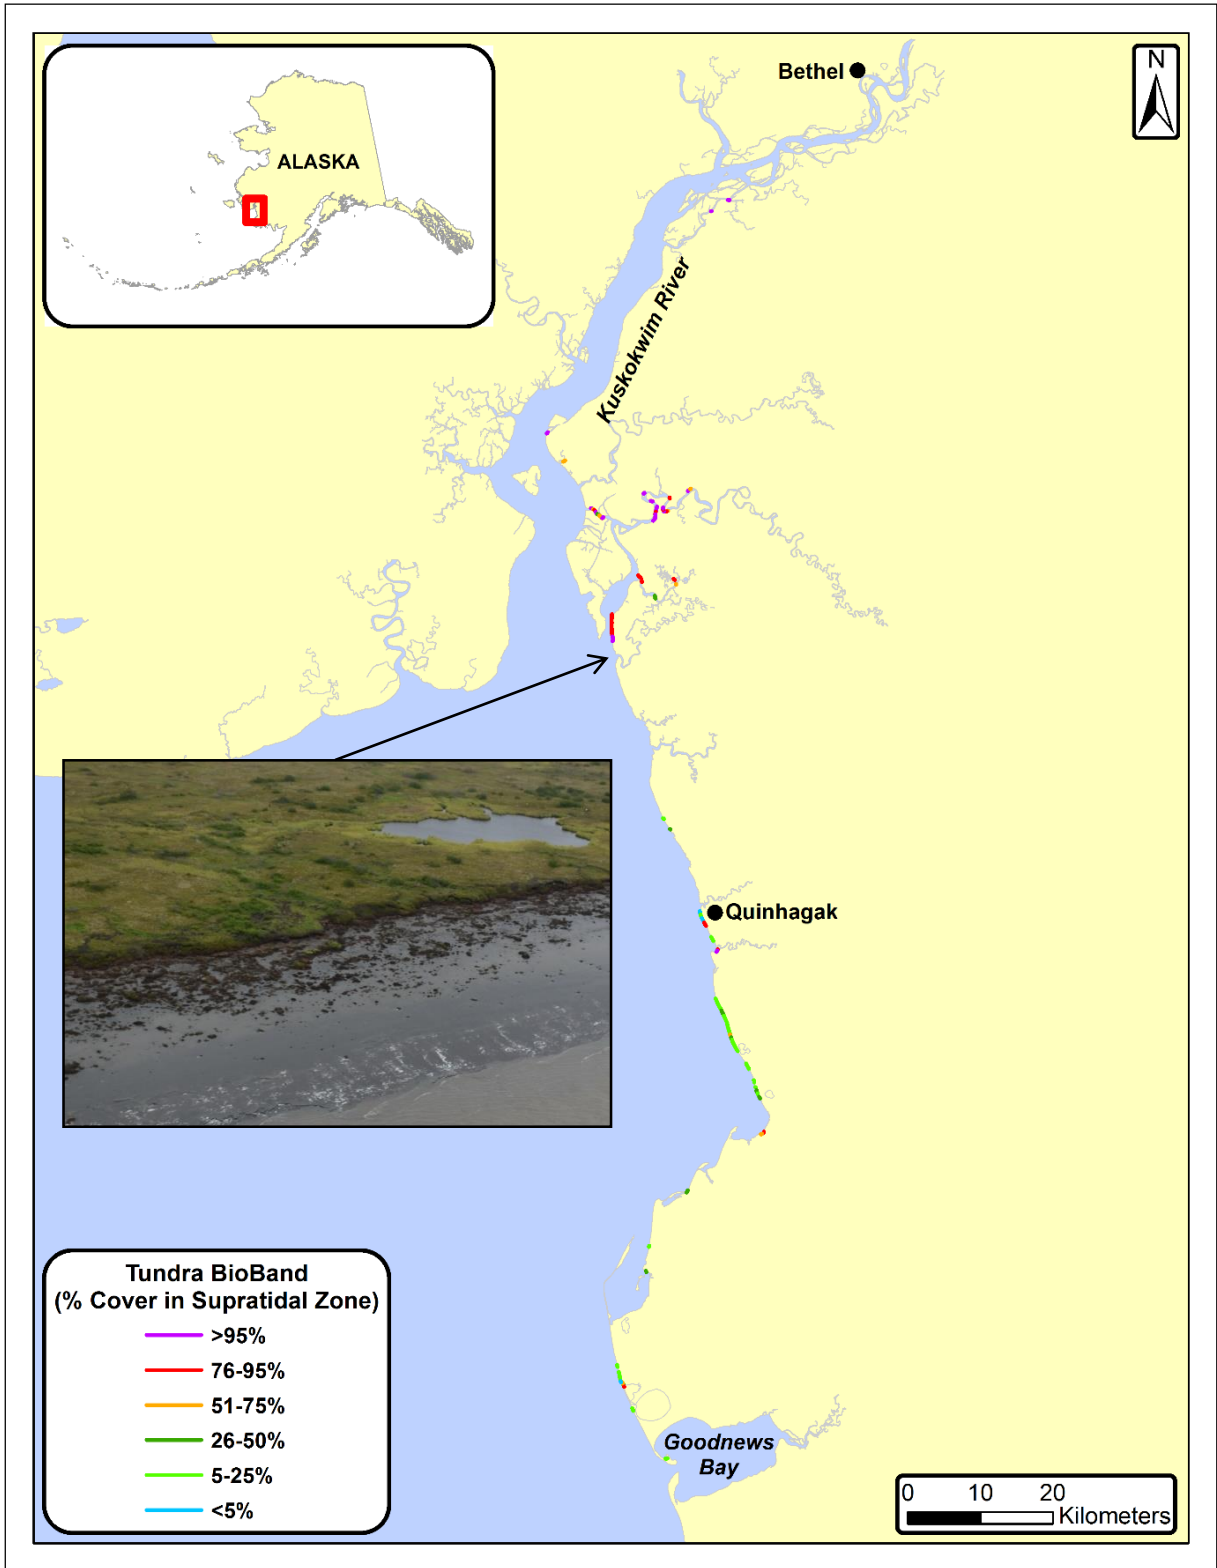 ALASKA
Bethel
N
Kuskokwim River
Quinhagak
Tundra BioBand
(% Cover in Supratidal Zone)
>95%
76-95%
51-75%
26-50%
5-25%
<5%
Goodnews
Bay
0 10 20
Kilometers